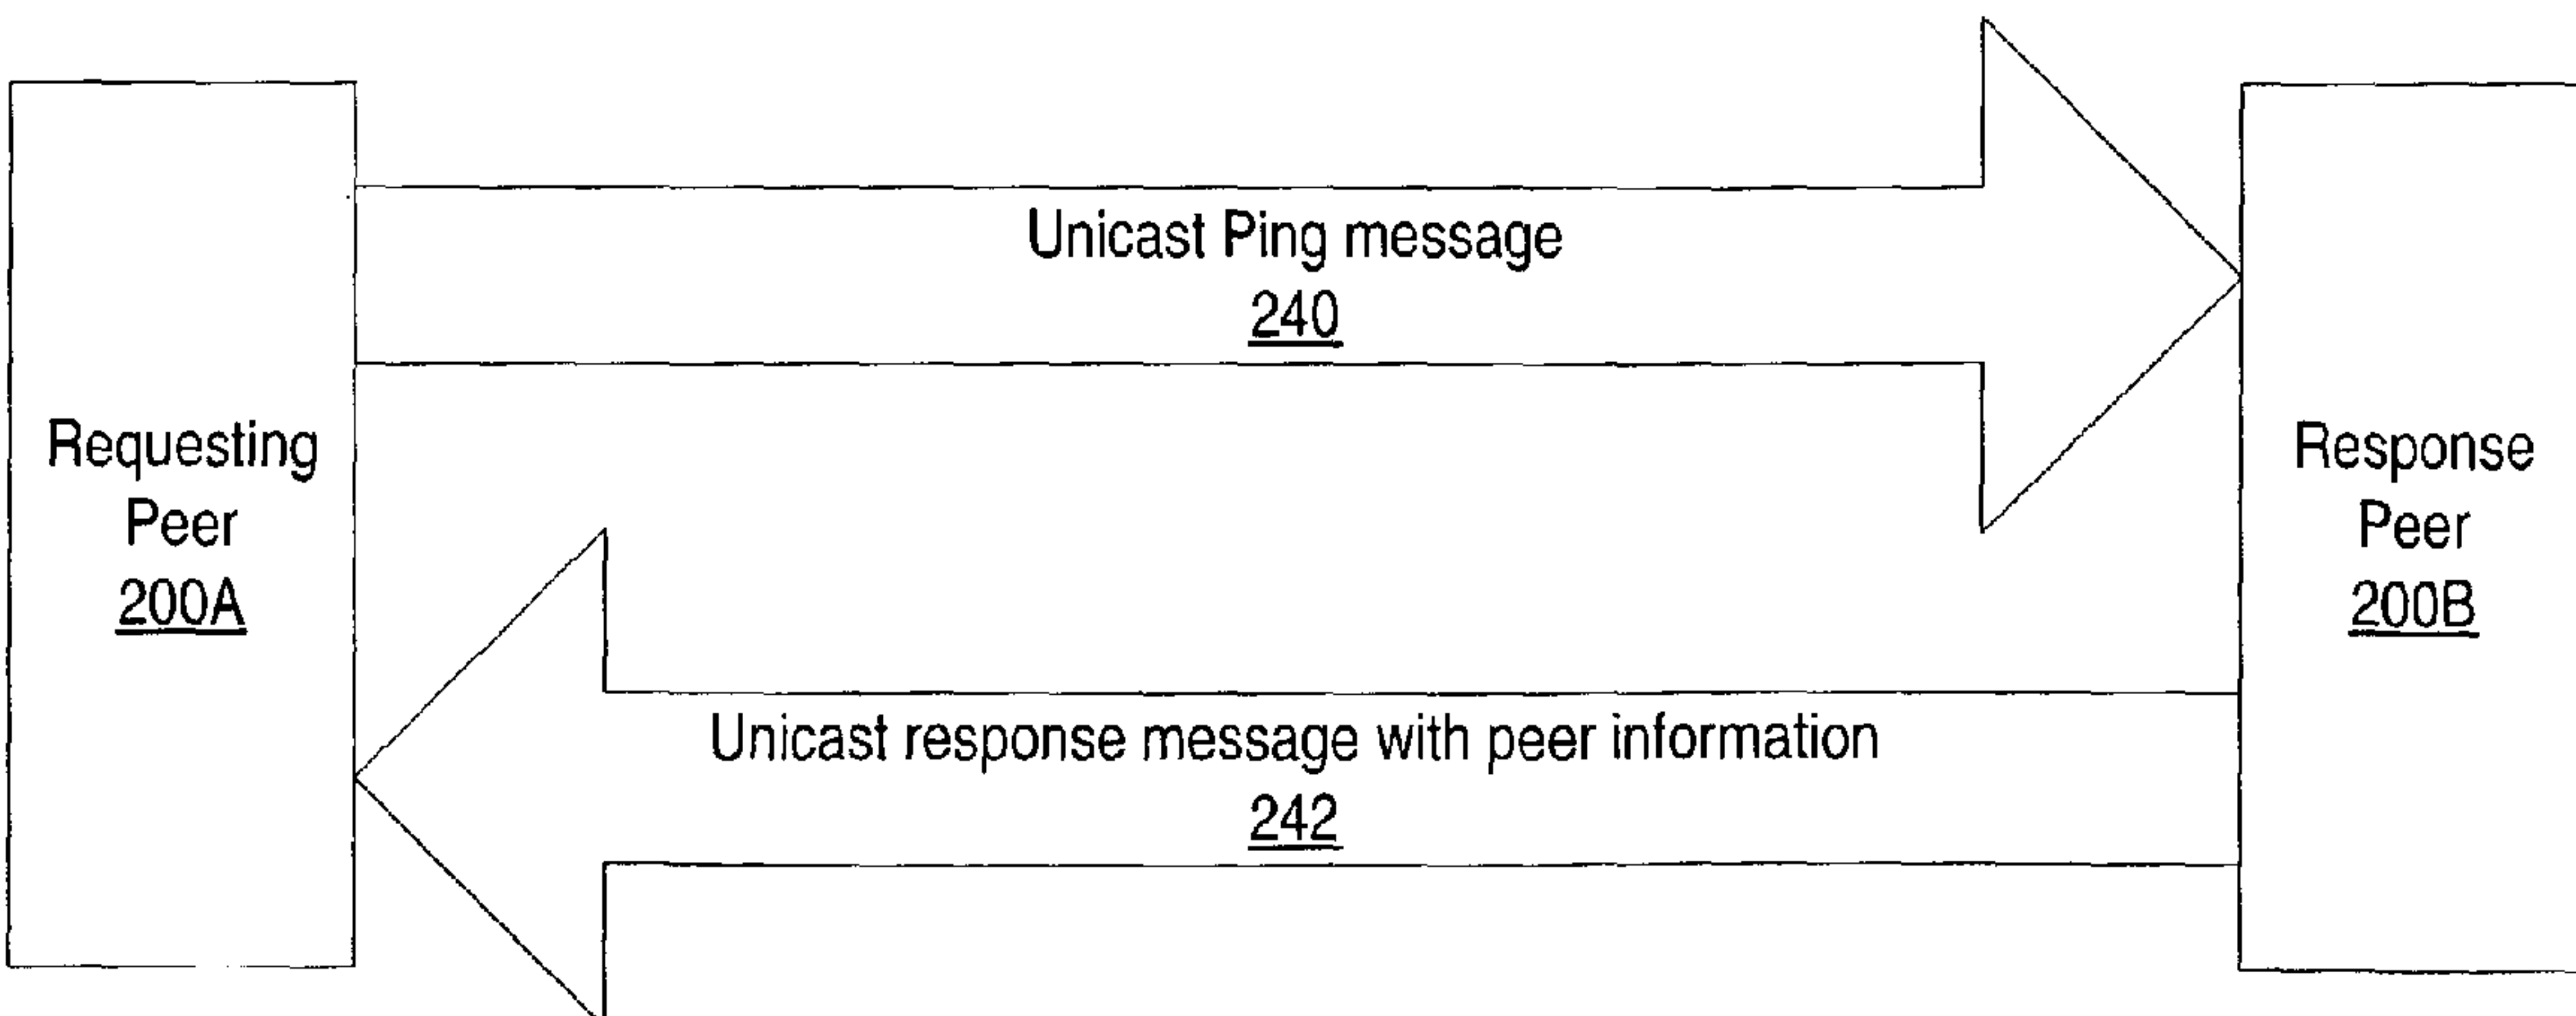 Unicast Ping message
240
Requesting
Peer
200A
Response
Peer
200B
Unicast response message with peer information
242